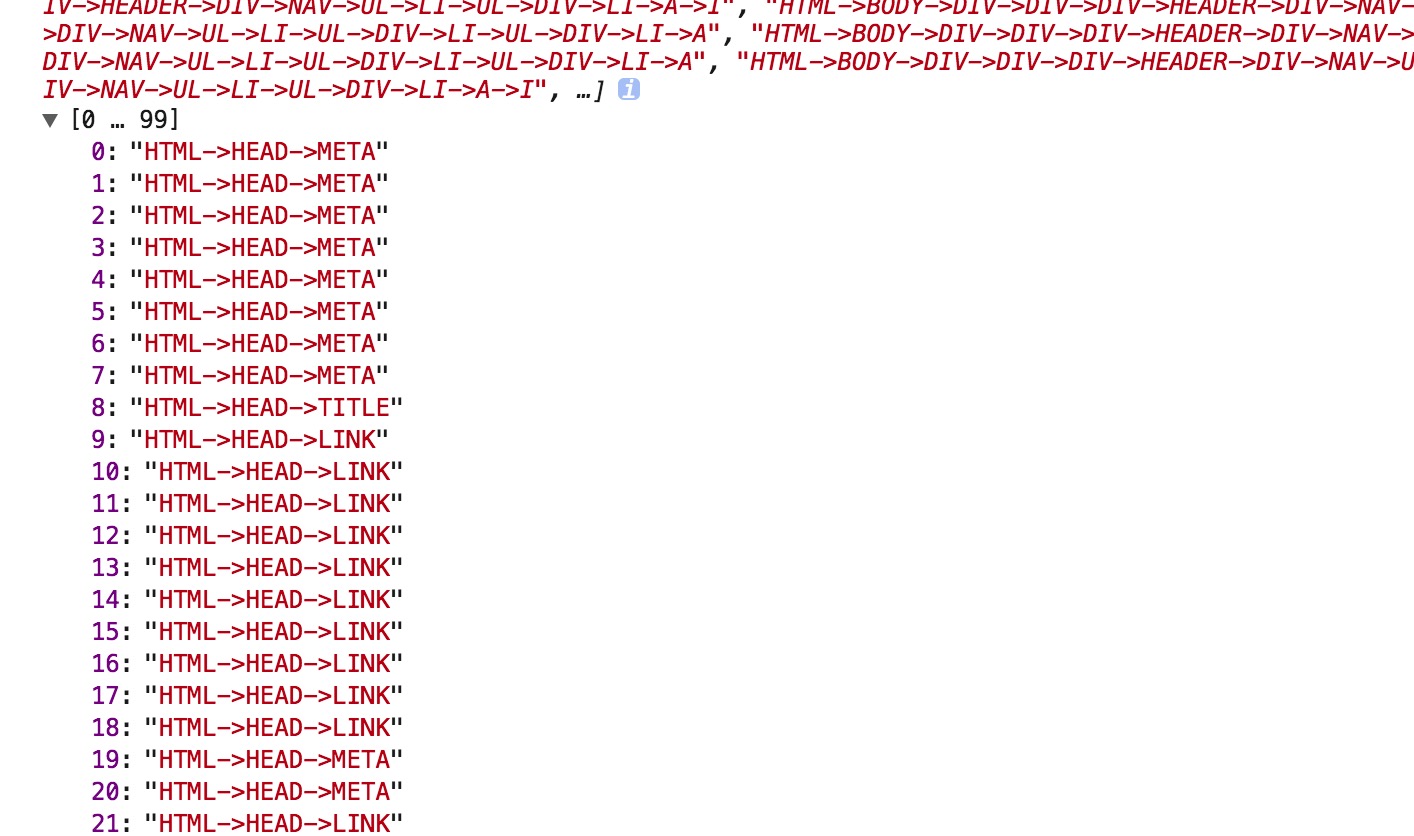 IV->HEADER->DIV->NAV->UL->LI->UL->DIV->LI->A->I", "HTML->BODY->DIV->DIV->DIV->HEADER->DIV->NAV-
>DIV->NAV->UL->LI->UL->DIV->LI->UL->DIV->LI->A", "HTML->BODY->DIV->DIV->DIV->HEADER->DIV->NAV->
DIV->NAV->UL->LI->UL->DIV->LI->UL->DIV->LI->A", "HTML->BODY->DIV->DIV->DIV->HEADER->DIV->NAV->U
IV->NAV->UL->LI->UL->DIV->LI->A->I", …] i
▼ [0 … 99]
0: "HTML->HEAD->META"
1: "HTML->HEAD->META"
2: "HTML->HEAD->META"
3: "HTML->HEAD->META"
4: "HTML->HEAD->META"
5: "HTML->HEAD->META"
6: "HTML->HEAD->META"
7: "HTML->HEAD->META"
8: "HTML->HEAD->TITLE"
9: "HTML->HEAD->LINK"
10: "HTML->HEAD->LINK"
11: "HTML->HEAD->LINK"
12: "HTML->HEAD->LINK"
13: "HTML->HEAD->LINK"
14: "HTML->HEAD->LINK"
15: "HTML->HEAD->LINK"
16: "HTML->HEAD->LINK"
17: "HTML->HEAD->LINK"
18: "HTML->HEAD->LINK"
19: "HTML->HEAD->META"
20: "HTML->HEAD->META"
21: "HTML->HEAD->LINK"